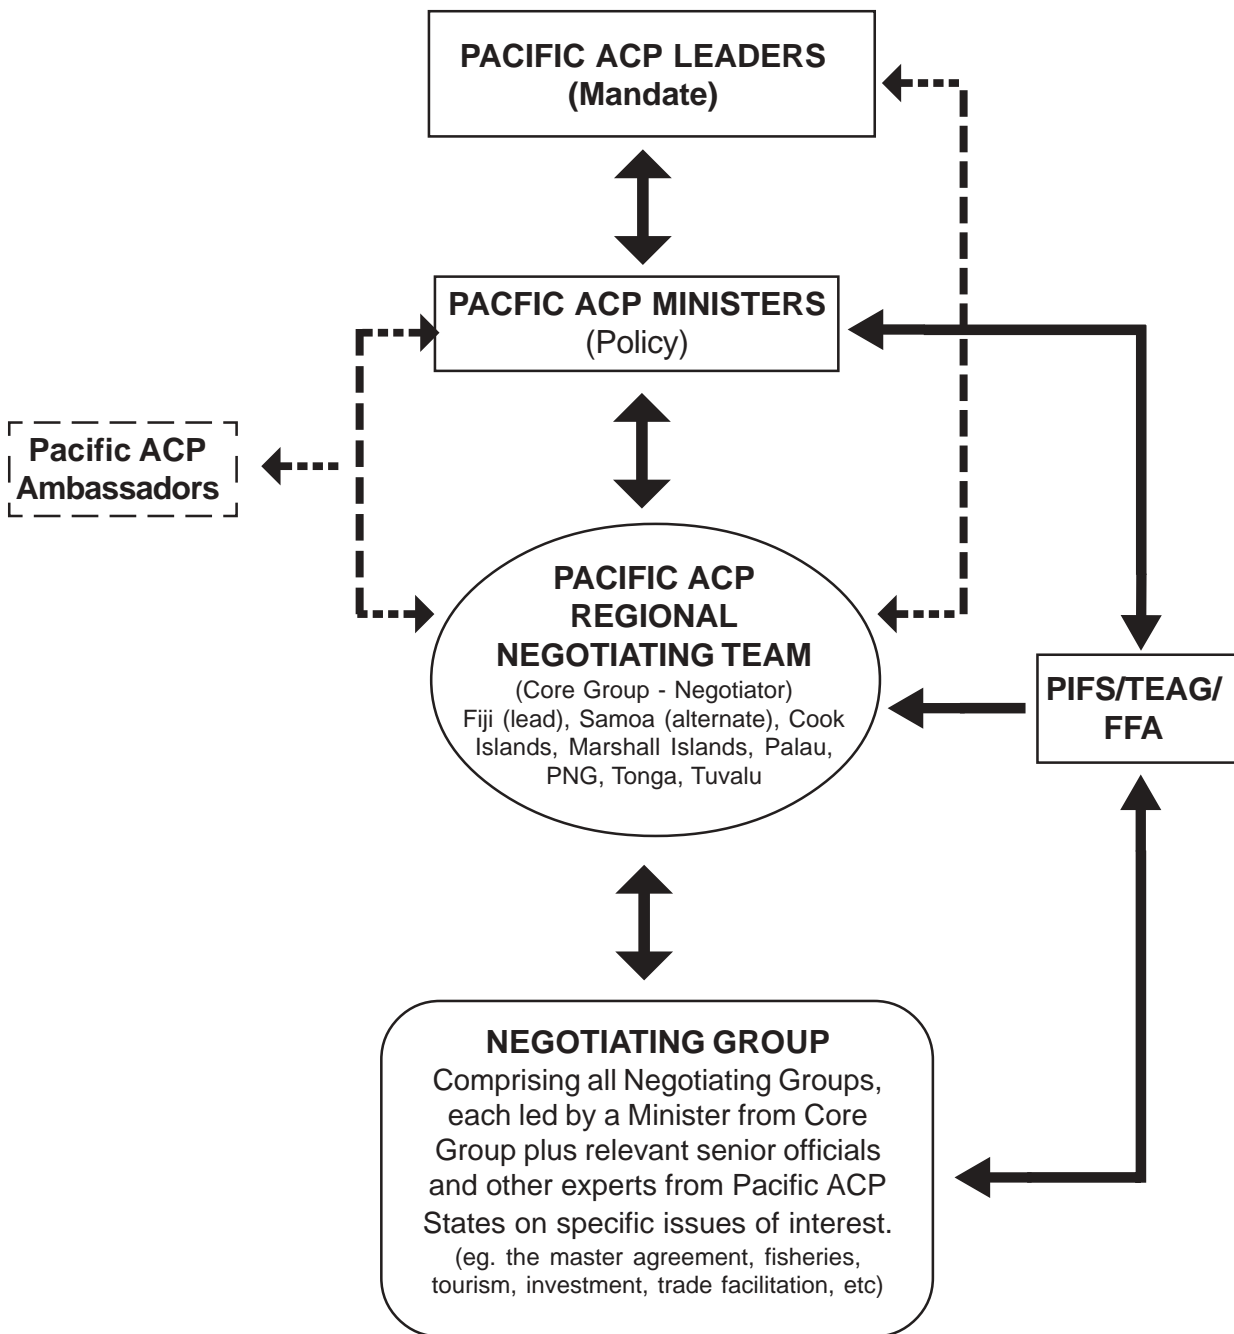 PACIFIC ACP LEADERS
(Mandate)
PACFIC ACP MINISTERS
(Policy)
Pacific ACP
Ambassadors
PACIFIC ACP
REGIONAL
NEGOTIATING TEAM
(Core Group - Negotiator)
Fiji (lead), Samoa (alternate), Cook
Islands, Marshall Islands, Palau,
PNG, Tonga, Tuvalu
PIFS/TEAG/
FFA
NEGOTIATING GROUP
Comprising all Negotiating Groups,
each led by a Minister from Core
Group plus relevant senior officials
and other experts from Pacific ACP
States on specific issues of interest.
(eg. the master agreement, fisheries,
tourism, investment, trade facilitation, etc)